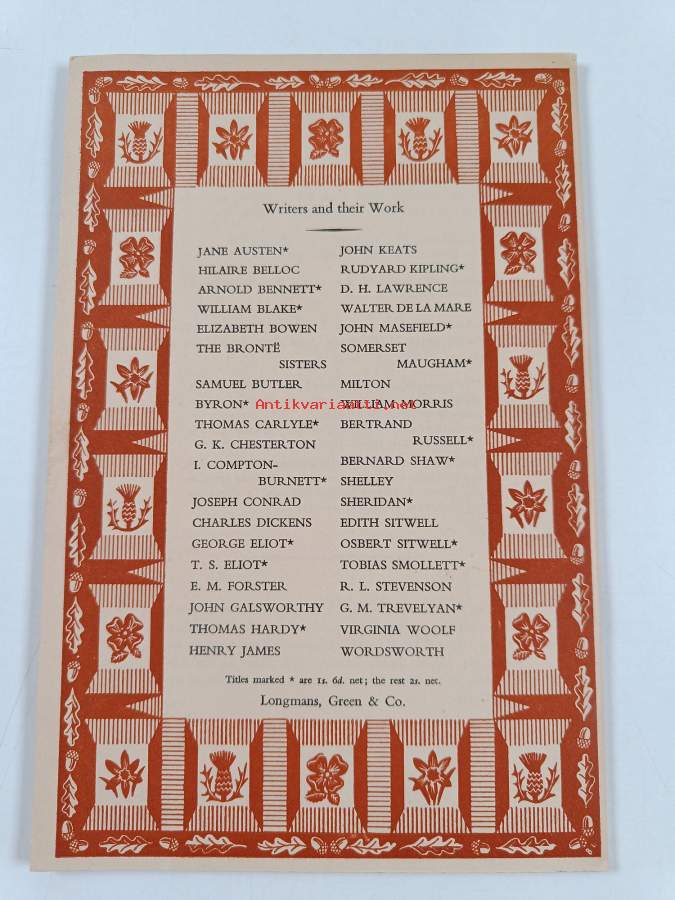 Writers and their Work
JANE AUSTEN*
HILAIRE BELLOC
ARNOLD BENNETT*
WILLIAM BLAKE*
ELIZABETH BOWEN
THE BRONTË
SISTERS
SAMUEL BUTLER
BYRON*
THOMAS CARLYLE*
G. K. CHESTERTON
I. COMPTON-
BURNETT*
JOSEPH CONRAD
CHARLES DICKENS
GEORGE ELIOT*
T. S. ELIOT*
E. M. FORSTER
JOHN GALSWORTHY
THOMAS HARDY*
HENRY JAMES
JOHN KEATS
RUDYARD KIPLING*
D. H. LAWRENCE
WALTER DE LA MARE
JOHN MASEFIELD*
SOMERSET
MAUGHAM*
MILTON
WILLIAM MORRIS
BERTRAND
RUSSELL*
BERNARD SHAW*
SHELLEY
SHERIDAN*
EDITH SITWELL
OSBERT SITWELL*
TOBIAS SMOLLETT*
R. L. STEVENSON
G. M. TREVELYAN*
VIRGINIA WOOLF
WORDSWORTH
Antikvariaatti.net
Titles marked * are 1s. 6d. net; the rest 2s. net.
Longmans, Green & Co.